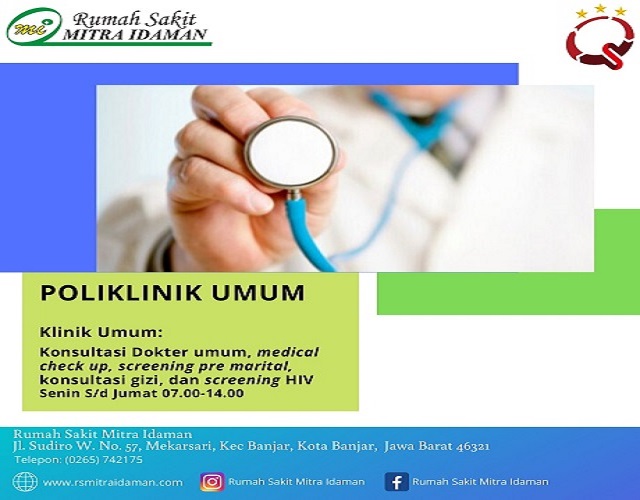 mi
Rumah Sakit
MITRA IDAMAN
QS
POLIKLINIK UMUM
Klinik Umum:
Konsultasi Dokter umum, medical
check up, screening pre marital,
konsultasi gizi, dan screening HIV
Senin S/d Jumat 07.00-14.00
Rumah Sakit Mitra Idaman
Jl. Sudiro W. No. 57, Mekarsari, Kec Banjar, Kota Banjar, Jawa Barat 46321
Telepon: (0265) 742175
www.rsmitraidaman.com Rumah Sakit Mitra Idaman Rumah Sakit Mitra Idaman